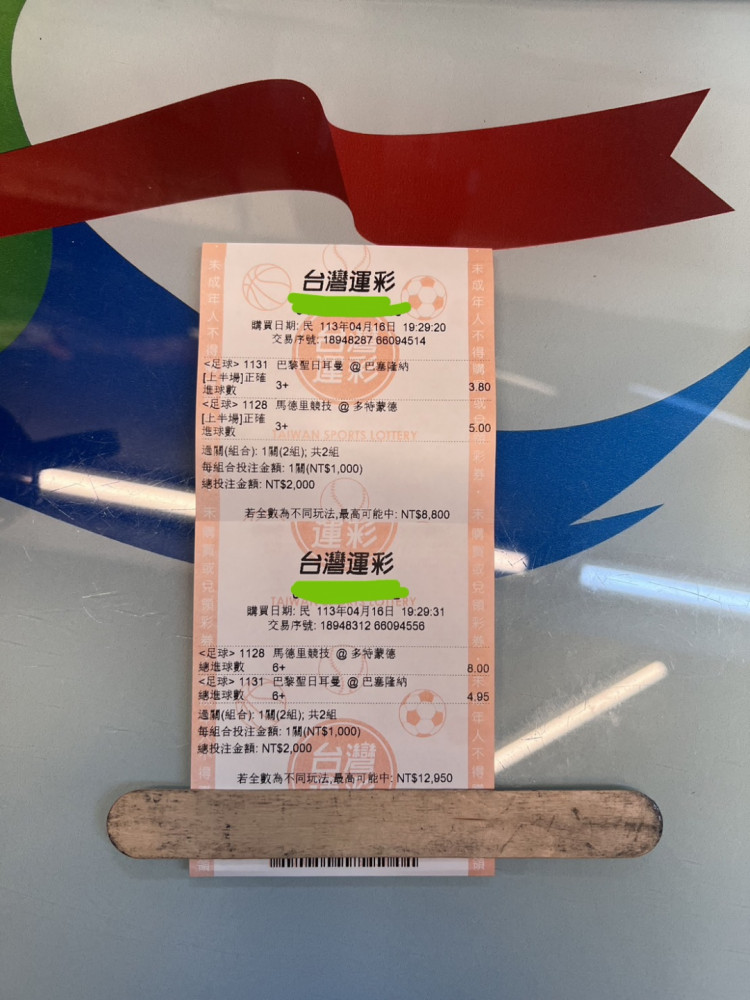 台灣運彩
購買日期: 民 113年04月16日 19:29:20
交易序號: 18948287 66094514
<足球> 1131 巴黎聖日耳曼 @ 巴塞隆納
[上半場]正確進球數 3+ 3.80
<足球> 1128 馬德里競技 @ 多特蒙德
[上半場]正確進球數 3+ 5.00
TAIWAN SPORTS LOTTERY
過關(組合): 1關(2組); 共2組
每組合投注金額: 1關(NT$1,000)
總投注金額: NT$2,000
若全數為不同玩法,最高可能中: NT$8,800
台灣運彩
TAIWAN SPORTS LOTTERY
購買日期: 民 113年04月16日 19:29:31
交易序號: 18948312 66094556
<足球> 1128 馬德里競技 @ 多特蒙德
總進球數 6+ 8.00
<足球> 1131 巴黎聖日耳曼 @ 巴塞隆納
總進球數 6+ 4.95
過關(組合): 1關(2組); 共2組
每組合投注金額: 1關(NT$1,000)
總投注金額: NT$2,000
若全數為不同玩法,最高可能中: NT$12,950